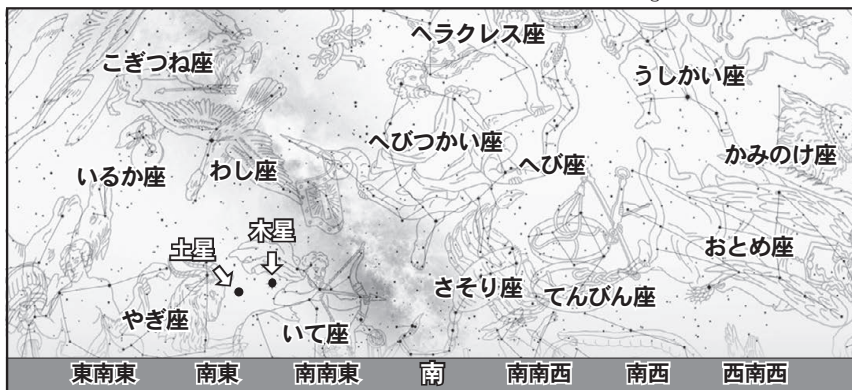 ヘラクレス座
こぎつね座
うしかい座
へびつかい座
へび座
かみのけ座
いるか座
わし座
木星
土星
おとめ座
さそり座
てんびん座
やぎ座
いて座
東南東 南東 南南東 南 南南西 南西 西南西